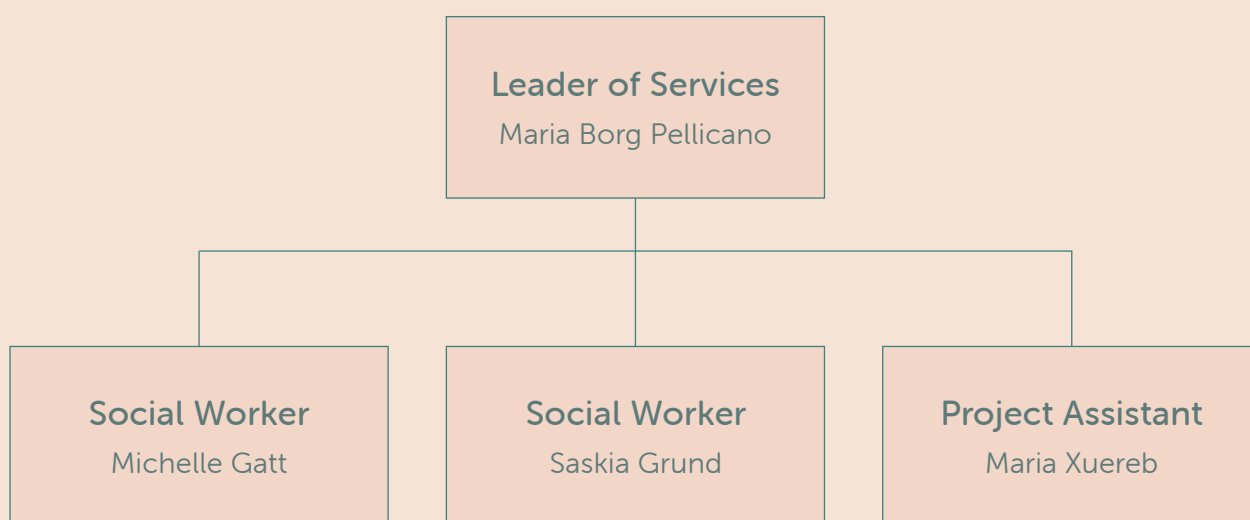 Leader of Services
Maria Borg Pellicano
Social Worker
Michelle Gatt
Social Worker
Saskia Grund
Project Assistant
Maria Xuereb